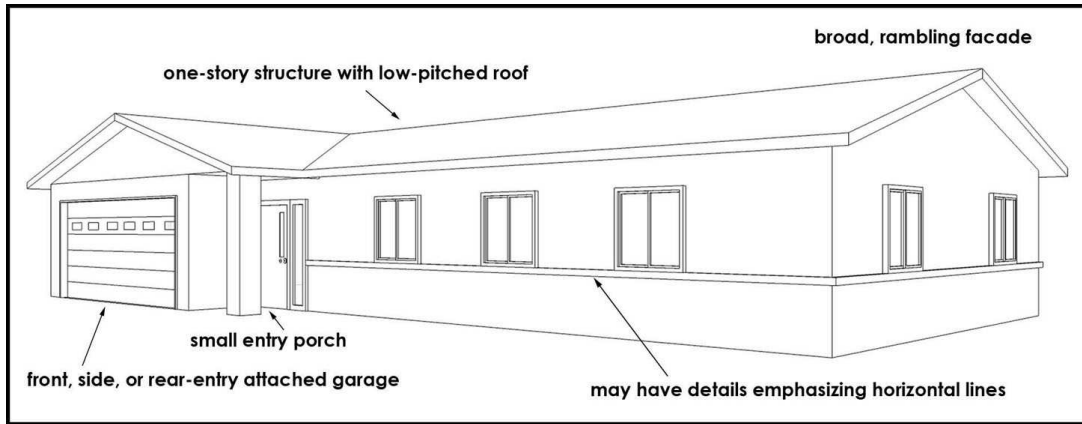 broad, rambling facade
one-story structure with low-pitched roof
small entry porch
front, side, or rear-entry attached garage
may have details emphasizing horizontal lines